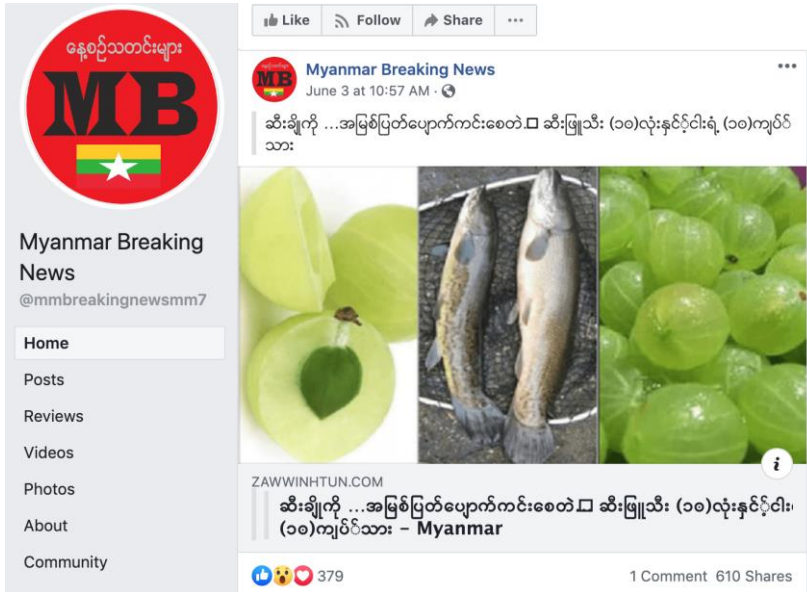 Like Follow Share ...
နေ့စဉ်သတင်းများ
MB
Myanmar Breaking News
June 3 at 10:57 AM
ဆီးချိုကို ...အမြစ်ပြတ်ပျောက်ကင်းစေတဲ့ ဆီးဖြူသီး (၁၀)လုံးနှင့်ငါးရံ့ (၁၀)ကျပ်
သား
Myanmar Breaking
News
@mmbreakingnewsmm7
Home
Posts
Reviews
Videos
Photos
About
Community
ZAWWINHTUN.COM
ဆီးချိုကို ...အမြစ်ပြတ်ပျောက်ကင်းစေတဲ့ ဆီးဖြူသီး (၁၀)လုံးနှင့်ငါး
(၁၀)ကျပ်သား – Myanmar
379
1 Comment 610 Shares